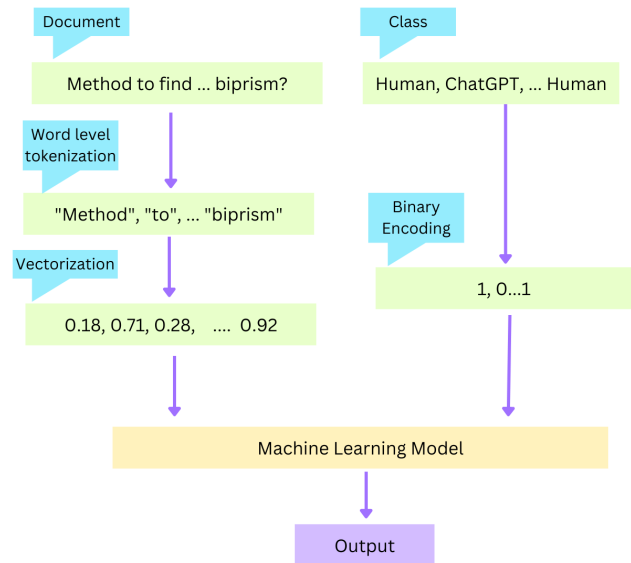 Document
Class
Method to find ... biprism?
Human, ChatGPT, ... Human
Word level
tokenization
"Method", "to", ... "biprism"
Binary
Encoding
Vectorization
1, 0...1
0.18, 0.71, 0.28, .... 0.92
Machine Learning Model
Output